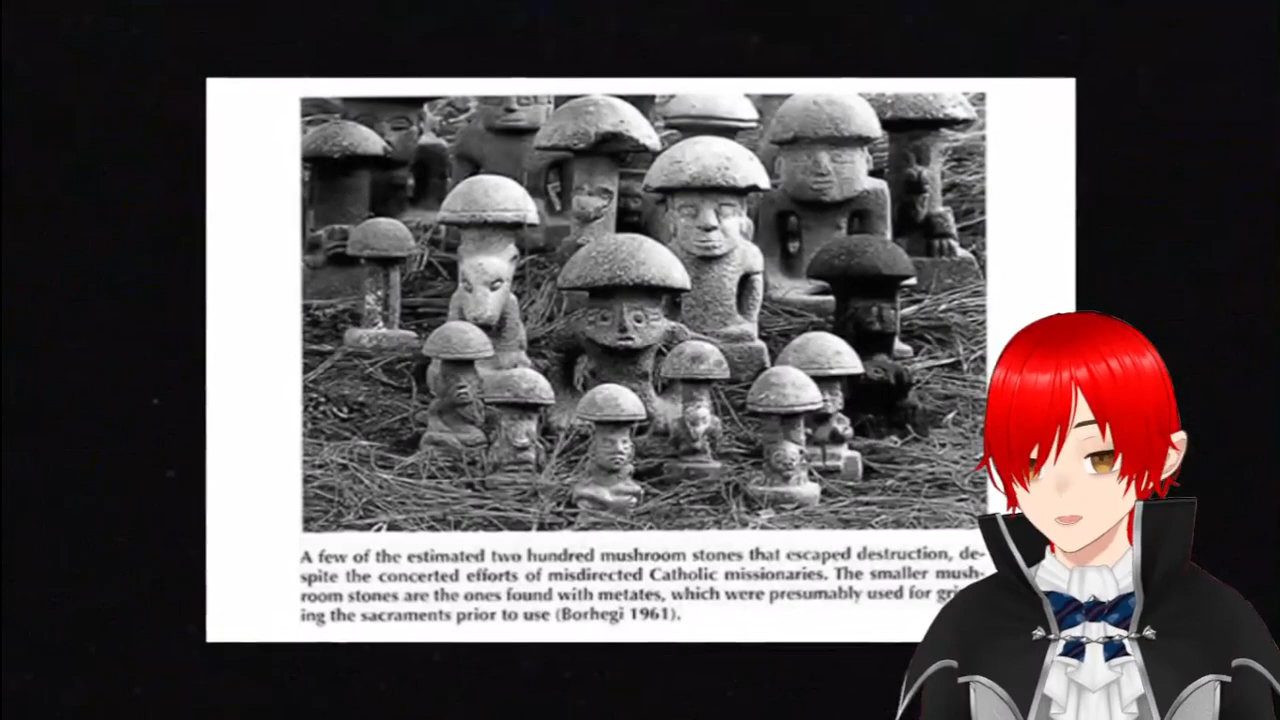 A few of the estimated two hundred mushroom stones that escaped destruction, de-
spite the concerted efforts of misdirected Catholic missionaries. The smaller mush-
room stones are the ones found with metates, which were presumably used for
ing the sacraments prior to use (Borhegi 1961).